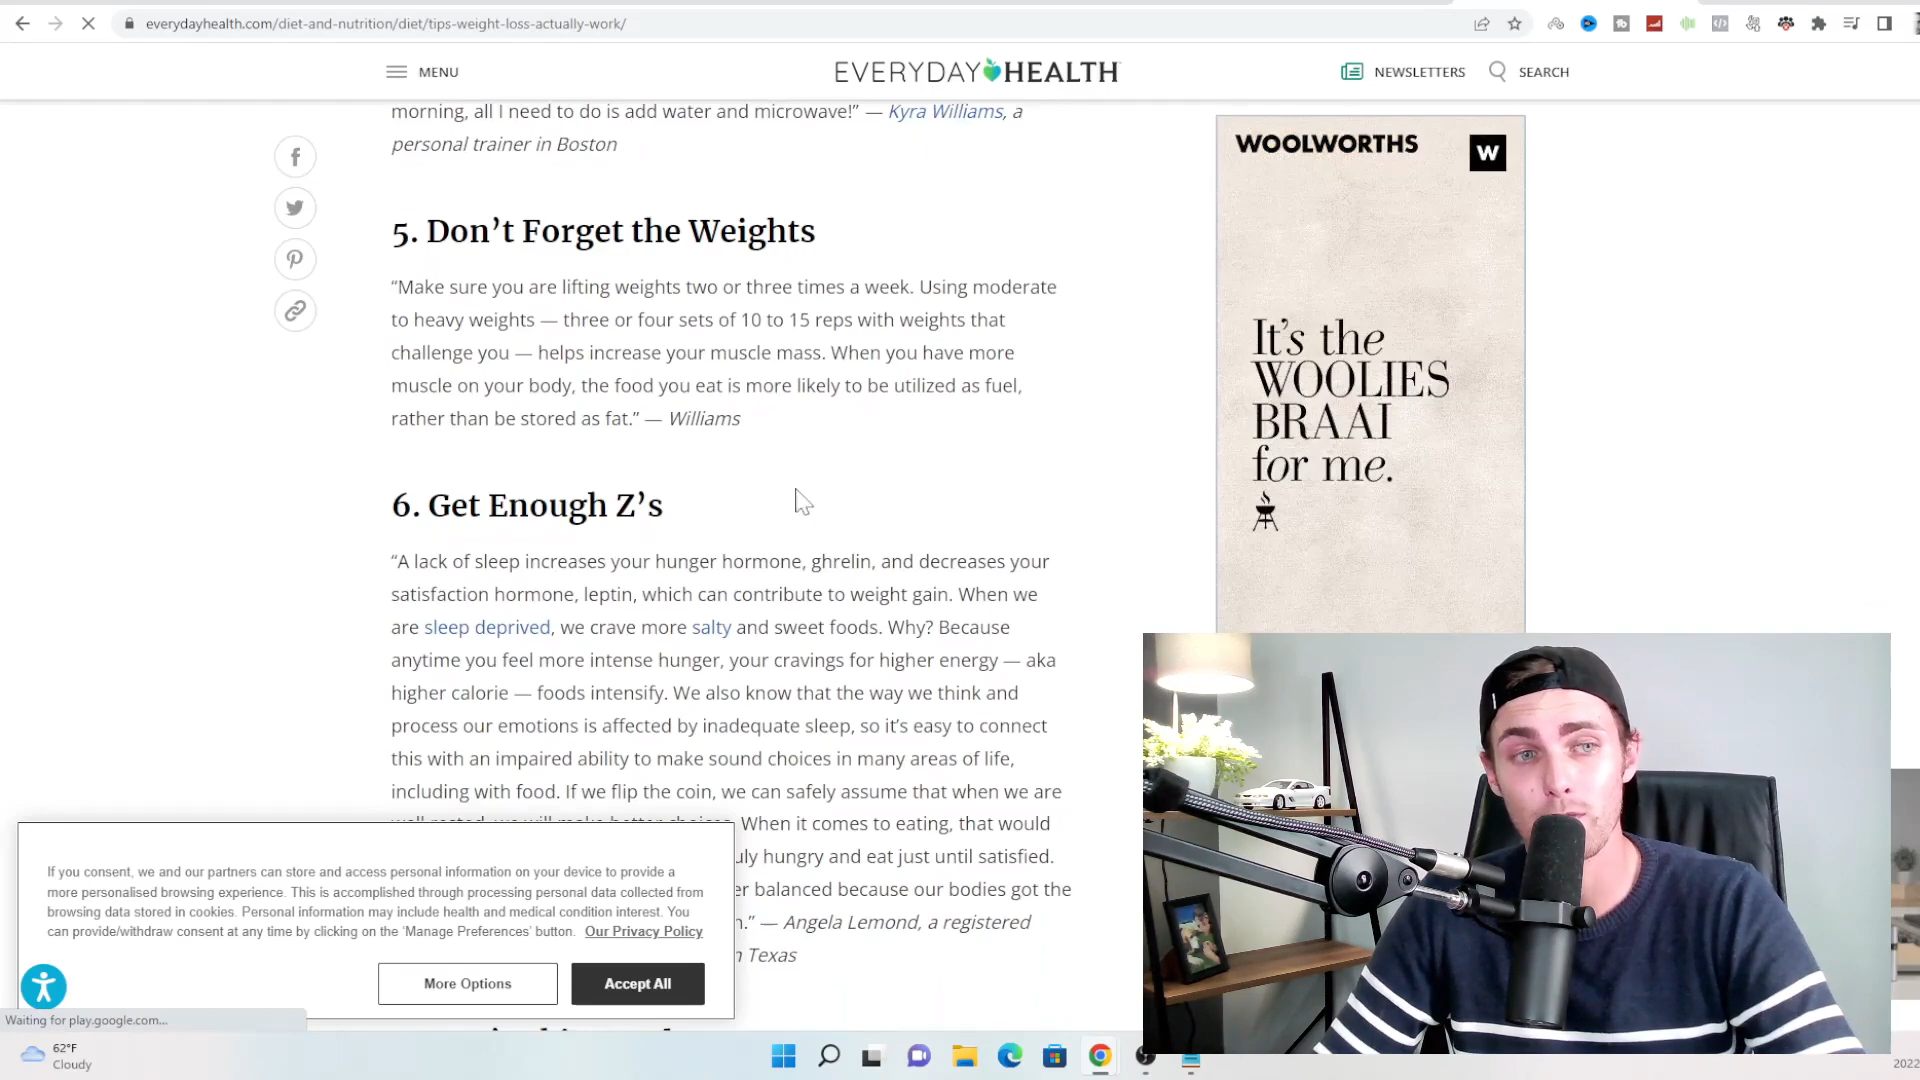 everydayhealth.com/diet-and-nutrition/diet/tips-weight-loss-actually-work/
MENU
EVERYDAY HEALTH
NEWSLETTERS
SEARCH
morning, all I need to do is add water and microwave!” — Kyra Williams, a
personal trainer in Boston
5. Don’t Forget the Weights
“Make sure you are lifting weights two or three times a week. Using moderate
to heavy weights — three or four sets of 10 to 15 reps with weights that
challenge you — helps increase your muscle mass. When you have more
muscle on your body, the food you eat is more likely to be utilized as fuel,
rather than be stored as fat.” — Williams
6. Get Enough Z’s
“A lack of sleep increases your hunger hormone, ghrelin, and decreases your
satisfaction hormone, leptin, which can contribute to weight gain. When we
are sleep deprived, we crave more salty and sweet foods. Why? Because
anytime you feel more intense hunger, your cravings for higher energy — aka
higher calorie — foods intensify. We also know that the way we think and
process our emotions is affected by inadequate sleep, so it’s easy to connect
this with an impaired ability to make sound choices in many areas of life,
including with food. If we flip the coin, we can safely assume that when we are
When it comes to eating, that would
uly hungry and eat just until satisfied.
er balanced because our bodies got the
n.” — Angela Lemond, a registered
n Texas
WOOLWORTHS
W
It’s the
WOOLIES
BRAAI
for me.
If you consent, we and our partners can store and access personal information on your device to provide a
more personalised browsing experience. This is accomplished through processing personal data collected from
browsing data stored in cookies. Personal information may include health and medical condition interest. You
can provide/withdraw consent at any time by clicking on the ‘Manage Preferences’ button. Our Privacy Policy
More Options
Accept All
Waiting for play.google.com...
62°F
Cloudy
2022